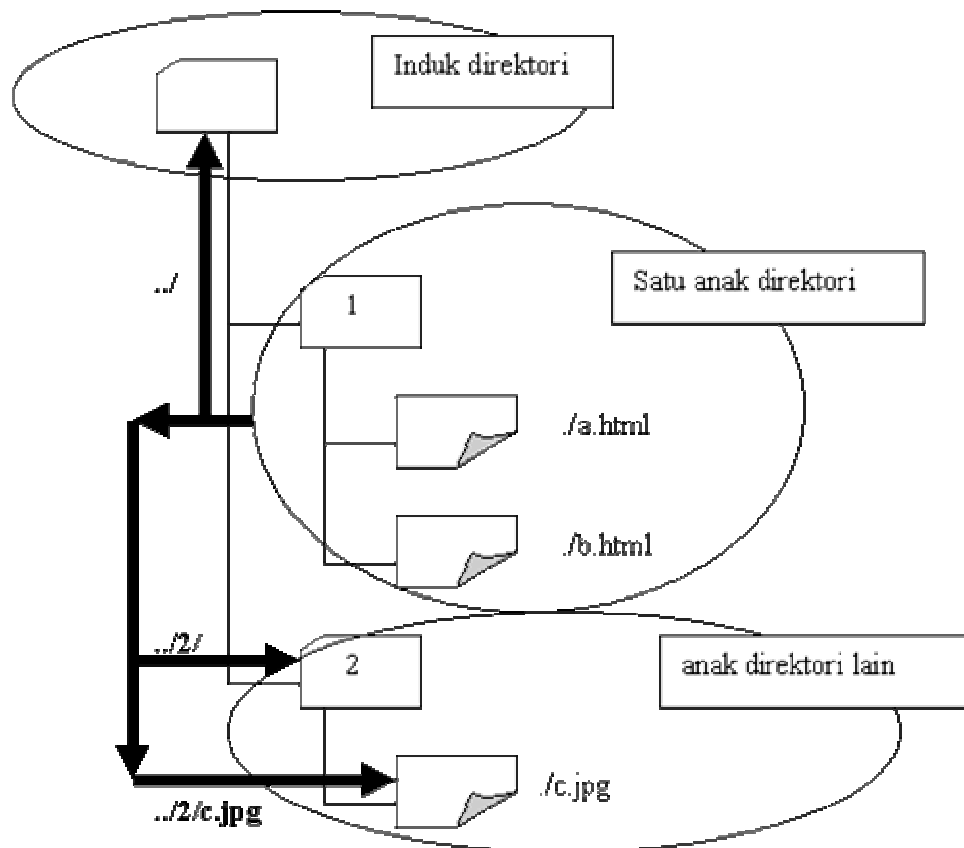 Induk direktori
../
Satu anak direktori
1
./a.html
./b.html
../2/
2
anak direktori lain
./c.jpg
../2/c.jpg